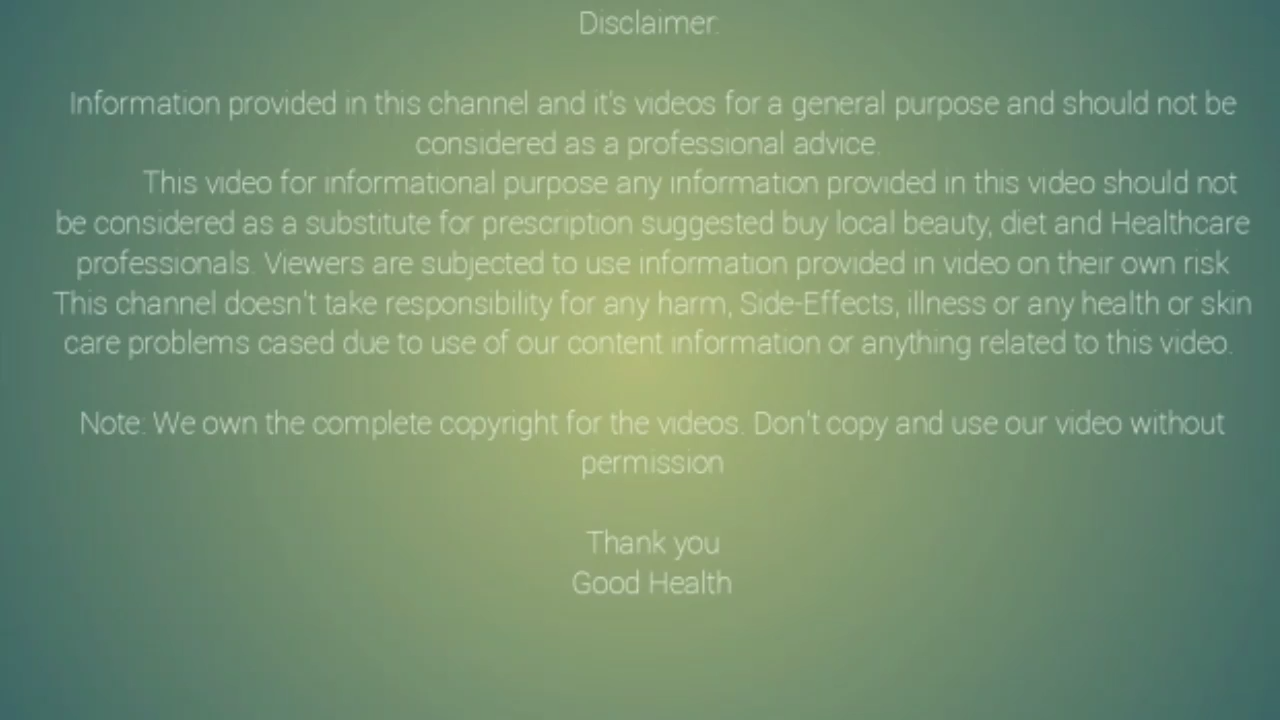 Disclaimer:
Information provided in this channel and it's videos for a general purpose and should not be
considered as a professional advice.
This video for informational purpose any information provided in this video should not
be considered as a substitute for prescription suggested buy local beauty, diet and Healthcare
professionals. Viewers are subjected to use information provided in video on their own risk
This channel doesn't take responsibility for any harm, Side-Effects, illness or any health or skin
care problems cased due to use of our content information or anything related to this video.
Note: We own the complete copyright for the videos. Don't copy and use our video without
permission
Thank you
Good Health